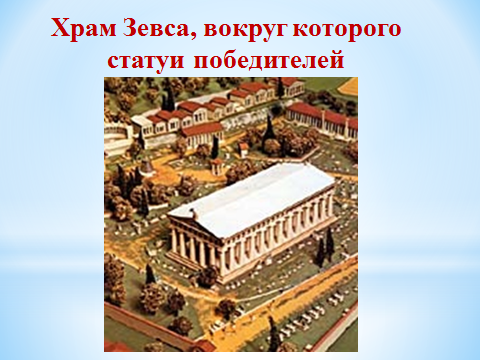 Храм Зевса, вокруг которого
статуи победителей